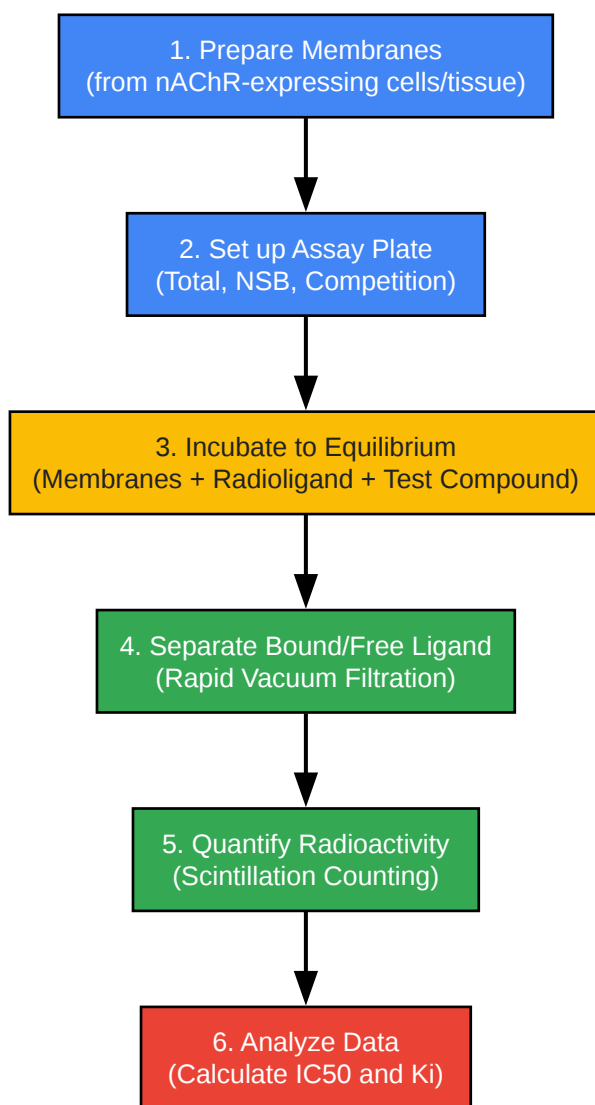 1. Prepare Membranes
(from nAChR-expressing cells/tissue)
2. Set up Assay Plate
(Total, NSB, Competition)
3. Incubate to Equilibrium
(Membranes + Radioligand + Test Compound)
4. Separate Bound/Free Ligand
(Rapid Vacuum Filtration)
5. Quantify Radioactivity
(Scintillation Counting)
6. Analyze Data
(Calculate IC50 and Ki)